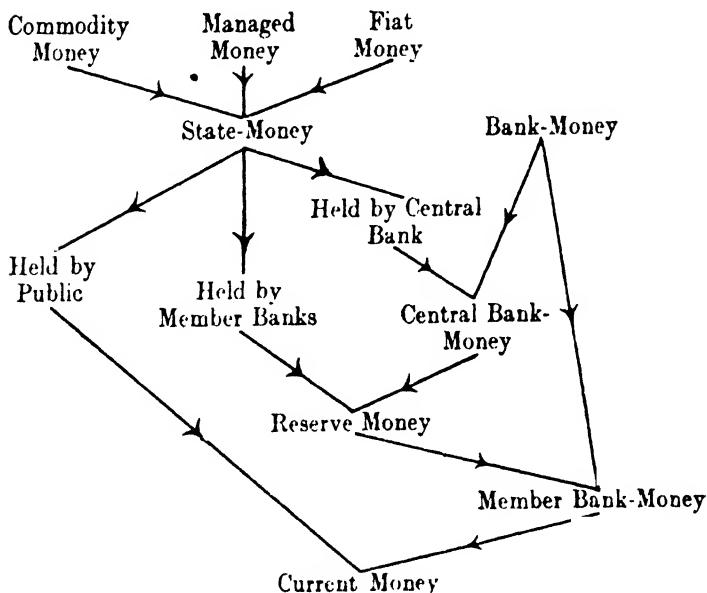 Commodity
Money
Managed
Money
Fiat
Money
State-Money
Bank-Money
Held by Central
Bank
Held by
Public
Held by
Member Banks
Central Bank-
Money
Reserve Money
Member Bank-Money
Current Money